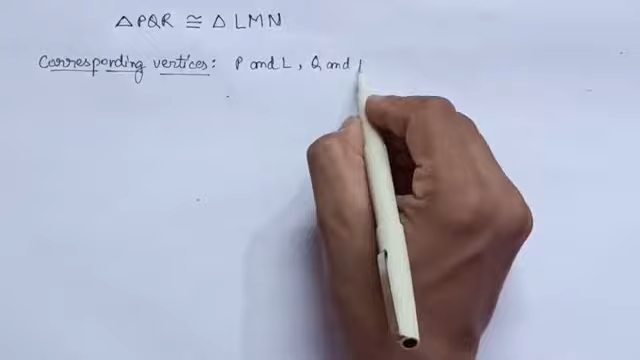 △PQR ≅ △LMN
Corresponding vertices: P and L, Q and